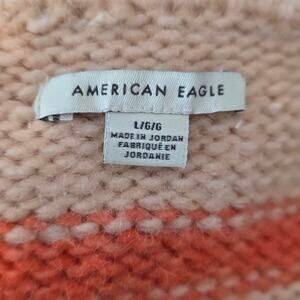 AMERICAN EAGLE
L/G/G
MADE IN JORDAN
FABRIQUÉ EN
JORDANIE